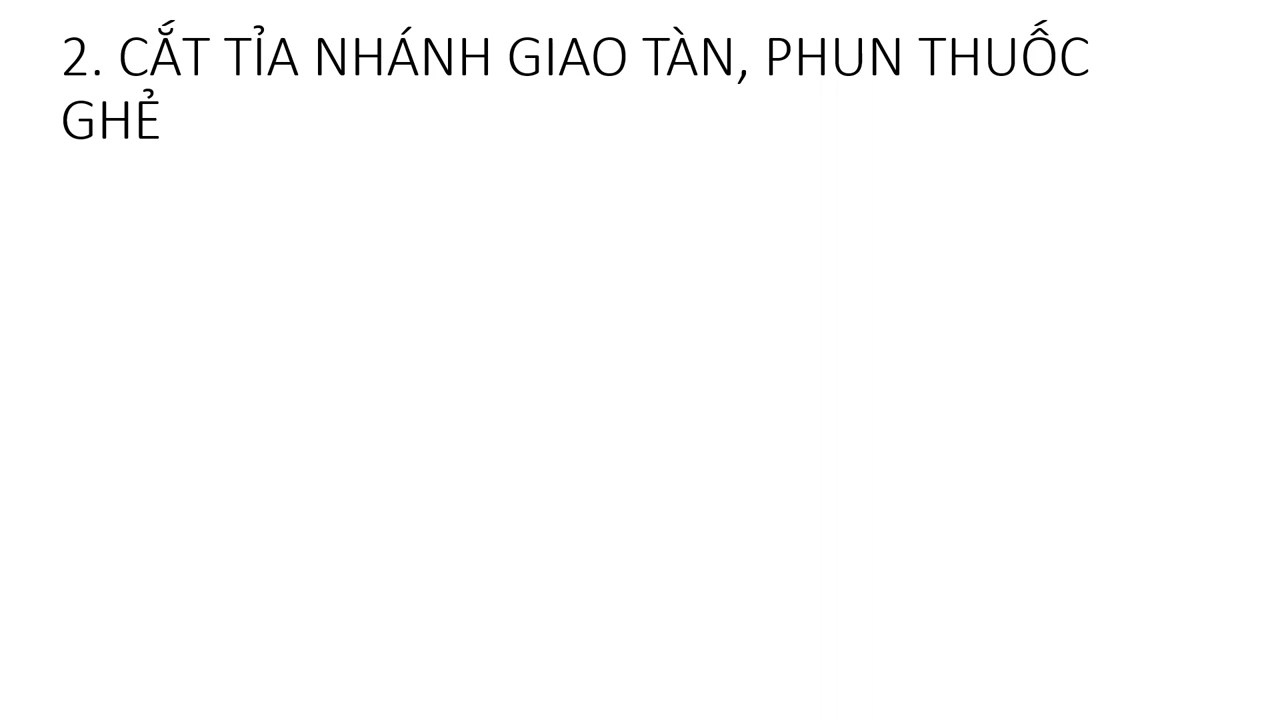 2. CẮT TỈA NHÁNH GIAO TÀN, PHUN THUỐC
GHẺ